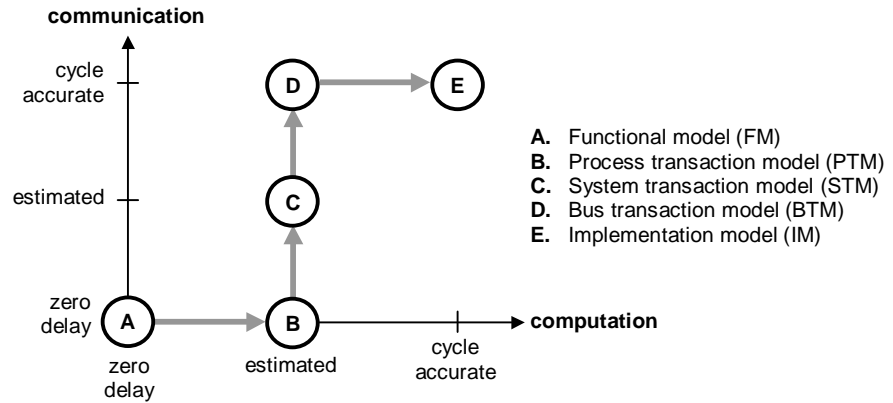 communication
cycle
accurate
D
E
A. Functional model (FM)
B. Process transaction model (PTM)
C. System transaction model (STM)
D. Bus transaction model (BTM)
E. Implementation model (IM)
estimated
C
zero
delay
A
B
computation
zero
delay
estimated
cycle
accurate